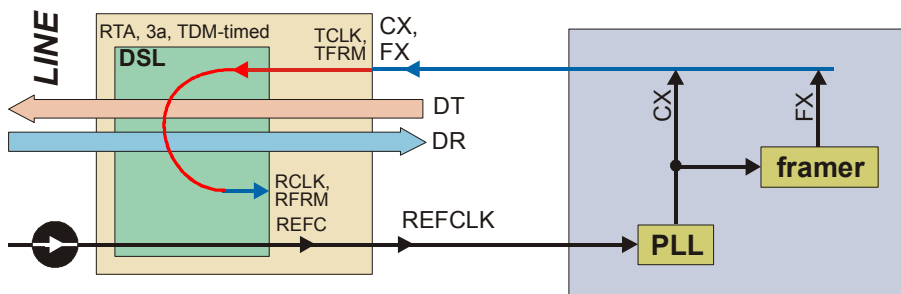 LINE
RTA, 3a, TDM-timed
DSL
TCLK,
TFRM
CX,
FX
DT
DR
RCLK,
RFRM
REFC
REFCLK
CX
FX
framer
PLL